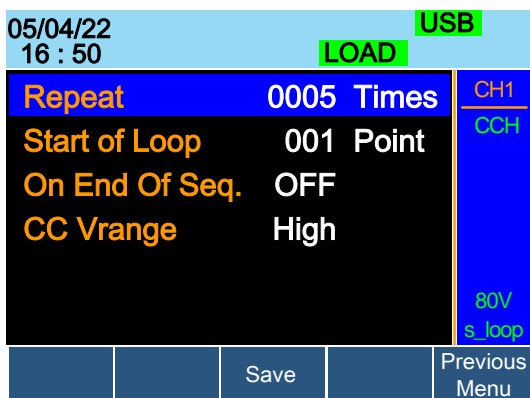 05/04/22
USB
16 : 50
LOAD
Repeat 0005 Times
CH1
Start of Loop 001 Point
CCH
On End Of Seq. OFF
CC Vrange High
80V
s_loop
Save
Previous
Menu